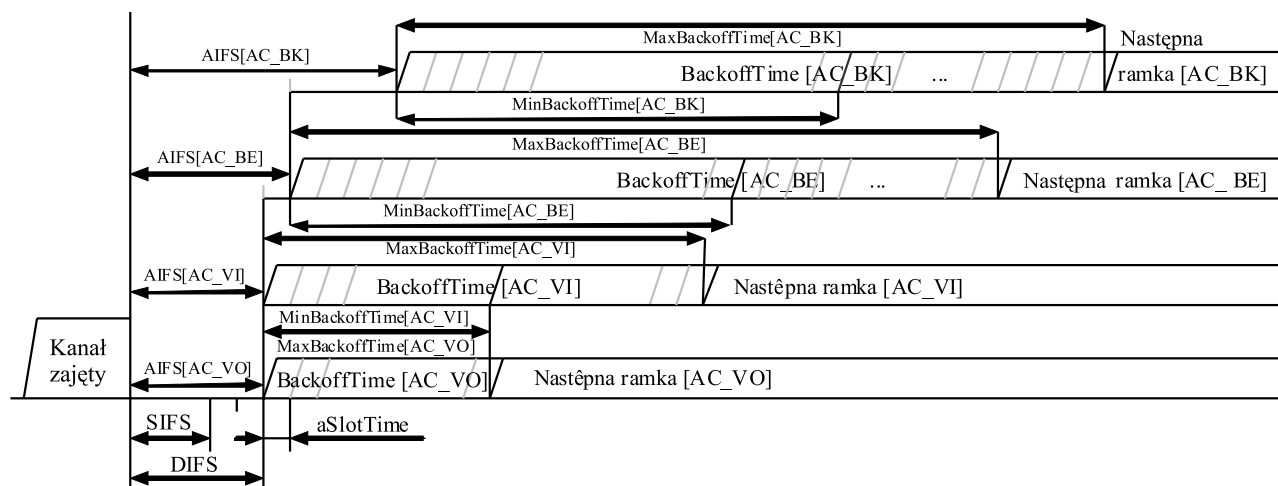 MaxBackoffTime[AC_BK]
Następna
AIFS[AC_BK]
BackoffTime [AC_BK]
...
ramka [AC_BK]
MinBackoffTime[AC_BK]
MaxBackoffTime[AC_BE]
AIFS[AC_BE]
BackoffTime [AC_BE]
...
Następna ramka [AC_ BE]
MinBackoffTime[AC_BE]
MaxBackoffTime[AC_VI]
AIFS[AC_VI]
BackoffTime [AC_VI]
Nastêpna ramka [AC_VI]
MinBackoffTime[AC_VI]
Kanał
zajęty
MaxBackoffTime[AC_VO]
AIFS[AC_VO]
BackoffTime [AC_VO]
Nastêpna ramka [AC_VO]
SIFS
aSlotTime
DIFS